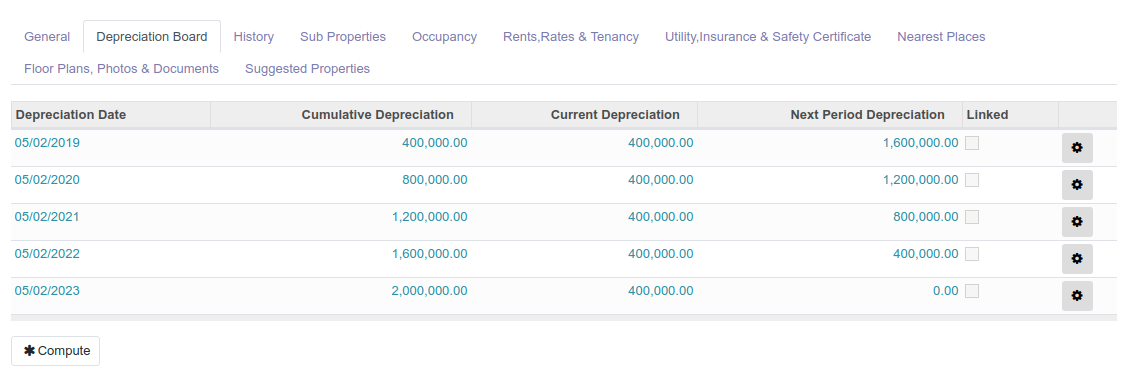 General Depreciation Board History Sub Properties Occupancy Rents,Rates & Tenancy Utility,Insurance & Safety Certificate Nearest Places
Floor Plans, Photos & Documents Suggested Properties
Depreciation Date Cumulative Depreciation Current Depreciation Next Period Depreciation Linked
05/02/2019 400,000.00 400,000.00 1,600,000.00
05/02/2020 800,000.00 400,000.00 1,200,000.00
05/02/2021 1,200,000.00 400,000.00 800,000.00
05/02/2022 1,600,000.00 400,000.00 400,000.00
05/02/2023 2,000,000.00 400,000.00 0.00
✱ Compute